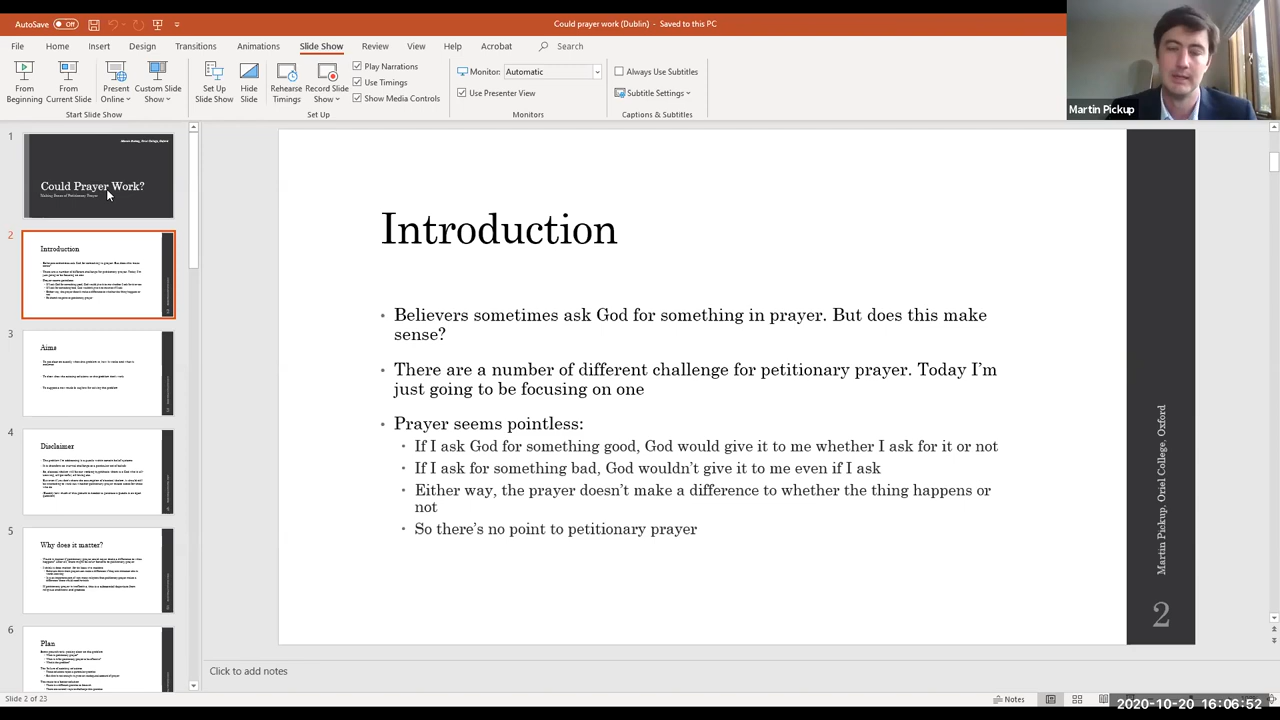 AutoSave Off
Could prayer work (Dublin) - Saved to this PC
File Home Insert Design Transitions Animations Slide Show Review View Help Acrobat Search
From Beginning
From Current Slide
Present Online
Custom Slide Show
Set Up Slide Show
Hide Slide
Rehearse Timings
Record Slide Show
Play Narrations
Use Timings
Show Media Controls
Monitor: Automatic
Use Presenter View
Always Use Subtitles
Subtitle Settings
Start Slide Show
Set Up
Monitors
Captions & Subtitles
Martin Pickup
1
Could Prayer Work?
2
Introduction
3
Aims
4
Disclaimer
5
Why does it matter?
6
Plan
Introduction
• Believers sometimes ask God for something in prayer. But does this make
sense?
• There are a number of different challenge for petitionary prayer. Today I'm
just going to be focusing on one
• Prayer seems pointless:
• If I ask God for something good, God would give it to me whether I ask for it or not
• If I ask for something bad, God wouldn't give it to me even if I ask
• Either way, the prayer doesn't make a difference to whether the thing happens or
not
• So there's no point to petitionary prayer
Martin Pickup, Oriel College, Oxford
2
Click to add notes
Slide 2 of 23
Notes
2020-10-20 16:06:52